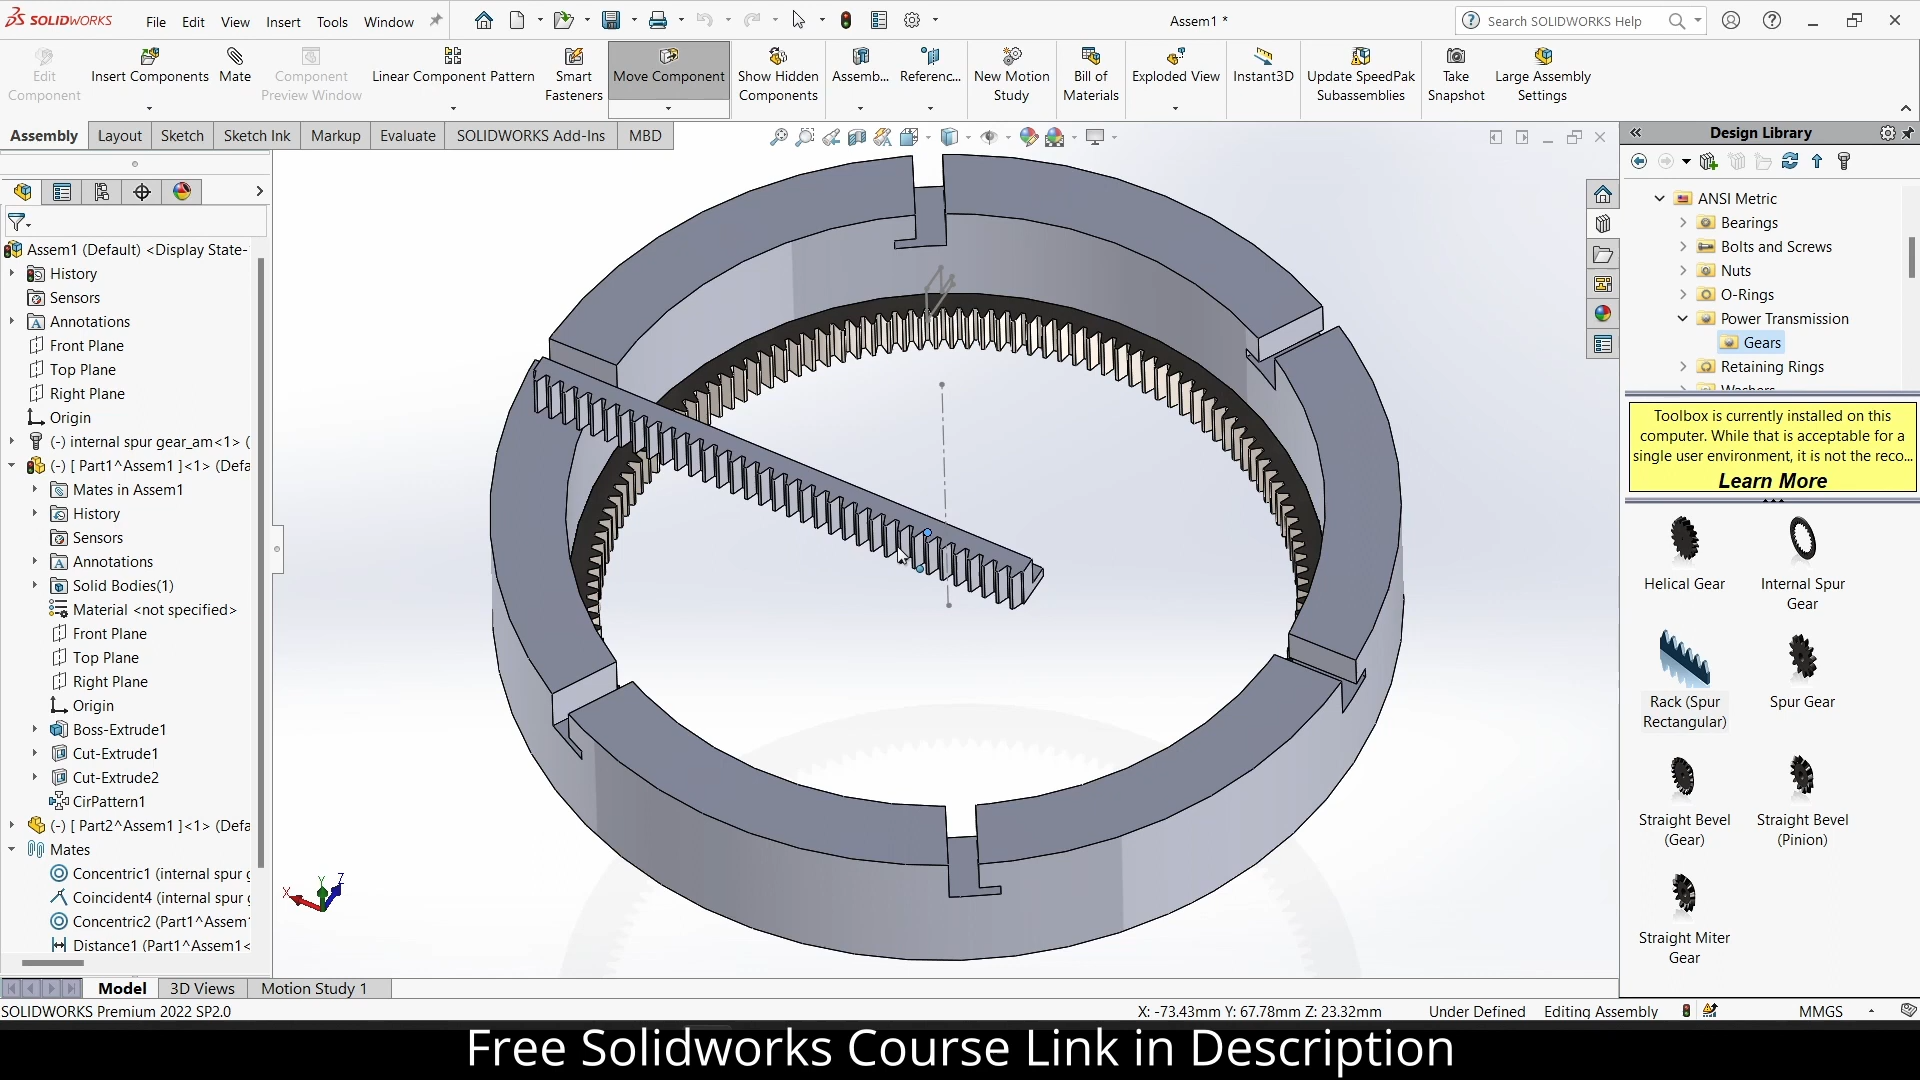 SOLIDWORKS
File Edit View Insert Tools Window
Assem1 *
Search SOLIDWORKS Help
Edit
Component
Insert Components
Mate
Component
Preview Window
Linear Component Pattern
Smart
Fasteners
Move Component
Show Hidden
Components
Assemb...
Referenc...
New Motion
Study
Bill of
Materials
Exploded View
Instant3D
Update SpeedPak
Subassemblies
Take
Snapshot
Large Assembly
Settings
Assembly Layout Sketch Sketch Ink Markup Evaluate SOLIDWORKS Add-Ins MBD
Assem1 (Default) <Display State-
History
Sensors
Annotations
Front Plane
Top Plane
Right Plane
Origin
(-) internal spur gear_am<1> (
(-) [ Part1^Assem1 ]<1> (Defa
Mates in Assem1
History
Sensors
Annotations
Solid Bodies(1)
Material <not specified>
Front Plane
Top Plane
Right Plane
Origin
Boss-Extrude1
Cut-Extrude1
Cut-Extrude2
CirPattern1
(-) [ Part2^Assem1 ]<1> (Defa
Mates
Concentric1 (internal spur g
Coincident4 (internal spur g
Concentric2 (Part1^Assem1
Distance1 (Part1^Assem1<
X Y Z
Design Library
ANSI Metric
Bearings
Bolts and Screws
Nuts
O-Rings
Power Transmission
Gears
Retaining Rings
Toolbox is currently installed on this
computer. While that is acceptable for a
single user environment, it is not the reco...
Learn More
Helical Gear
Internal Spur
Gear
Rack (Spur
Rectangular)
Spur Gear
Straight Bevel
(Gear)
Straight Bevel
(Pinion)
Straight Miter
Gear
Model 3D Views Motion Study 1
SOLIDWORKS Premium 2022 SP2.0
X: -73.43mm Y: 67.78mm Z: 23.32mm
Under Defined
Editing Assembly
MMGS
Free Solidworks Course Link in Description